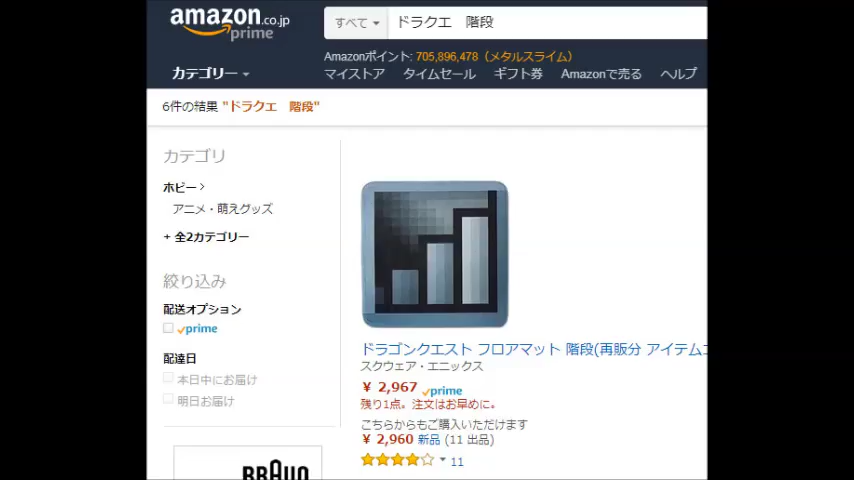 amazon.co.jp
prime
すべて
ドラクエ　階段
Amazonポイント: 705,896,478（メタルスライム）
カテゴリー
マイストア タイムセール ギフト券 Amazonで売る ヘルプ
6件の結果 "ドラクエ　階段"
カテゴリ
ホビー
アニメ・萌えグッズ
+ 全2カテゴリー
絞り込み
配送オプション
prime
配達日
本日中にお届け
明日お届け
BRAUN
ドラゴンクエスト フロアマット 階段(再販分 アイテム
スクウェア・エニックス
￥ 2,967 prime
残り1点。注文はお早めに。
こちらからもご購入いただけます
￥ 2,960 新品 (11 出品)
11